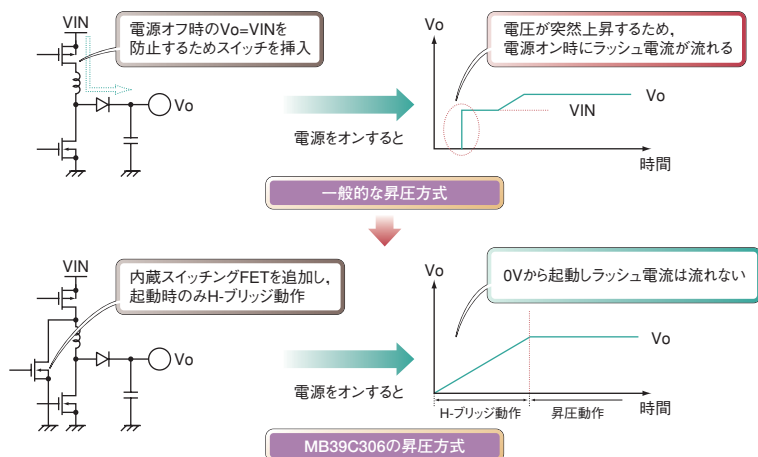 VIN
電源オフ時のVo=VINを
防止するためスイッチを挿入
Vo
電源をオンすると
Vo
電圧が突然上昇するため，
電源オン時にラッシュ電流が流れる
Vo
VIN
時間
一般的な昇圧方式
VIN
内蔵スイッチングFETを追加し，
起動時のみH-ブリッジ動作
Vo
電源をオンすると
Vo
0Vから起動しラッシュ電流は流れない
Vo
H-ブリッジ動作
昇圧動作
時間
MB39C306の昇圧方式